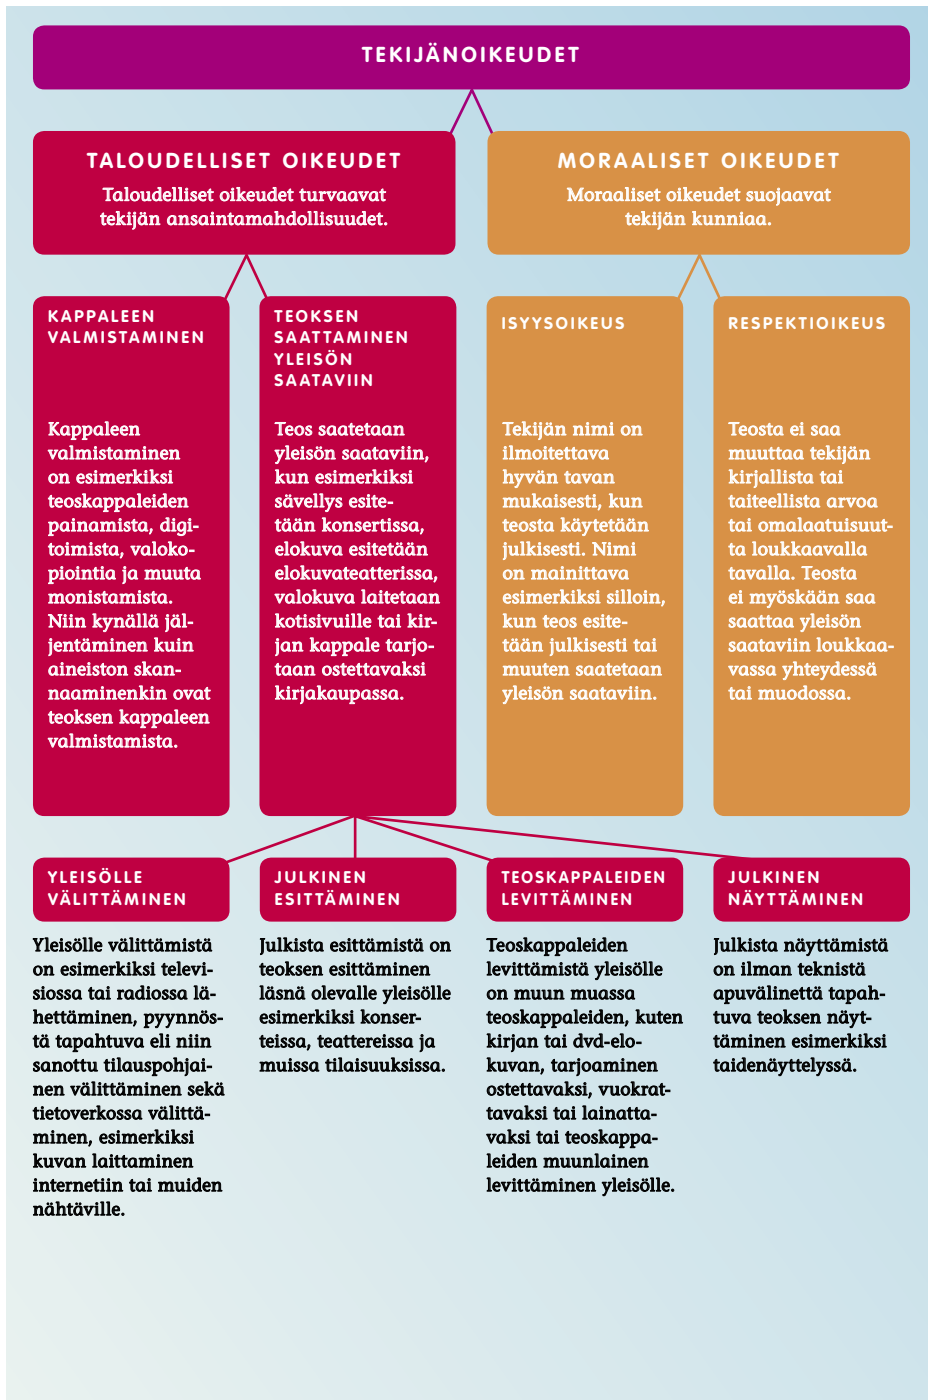 TEKIJÄNOIKEUDET
TALOUDELLISET OIKEUDET
Taloudelliset oikeudet turvaavat
tekijän ansaintamahdollisuudet.
MORAALISET OIKEUDET
Moraaliset oikeudet suojaavat
tekijän kunniaa.
KAPPALEEN
VALMISTAMINEN
Kappaleen
valmistaminen
on esimerkiksi
teoskappaleiden
painamista, digi-
toimista, valoko-
piointia ja muuta
monistamista.
Niin kynällä jäl-
jentäminen kuin
aineiston skan-
naaminenkin ovat
teoksen kappaleen
valmistamista.
TEOKSEN
SAATTAMINEN
YLEISÖN
SAATAVIIN
Teos saatetaan
yleisön saataviin,
kun esimerkiksi
sävellys esite-
tään konsertissa,
elokuva esitetään
elokuvateatterissa,
valokuva laitetaan
kotisivuille tai kir-
jan kappale tarjo-
taan ostettavaksi
kirjakaupassa.
ISYYSOIKEUS
Tekijän nimi on
ilmoitettava
hyvän tavan
mukaisesti, kun
teosta käytetään
julkisesti. Nimi
on mainittava
esimerkiksi silloin,
kun teos esite-
tään julkisesti tai
muuten saatetaan
yleisön saataviin.
RESPEKTIOIKEUS
Teosta ei saa
muuttaa tekijän
kirjallista tai
taiteellista arvoa
tai omalaatuisuut-
ta loukkaavalla
tavalla. Teosta
ei myöskään saa
saattaa yleisön
saataviin loukkaa-
vassa yhteydessä
tai muodossa.
YLEISÖLLE
VÄLITTÄMINEN
Yleisölle välittämistä
on esimerkiksi televi-
siossa tai radiossa lä-
hettäminen, pyynnös-
tä tapahtuva eli niin
sanottu tilauspohjai-
nen välittäminen sekä
tietoverkossa välittä-
minen, esimerkiksi
kuvan laittaminen
internetiin tai muiden
nähtäville.
JULKINEN
ESITTÄMINEN
Julkista esittämistä on
teoksen esittäminen
läsnä olevalle yleisölle
esimerkiksi konser-
teissa, teattereissa ja
muissa tilaisuuksissa.
TEOSKAPPALEIDEN
LEVITTÄMINEN
Teoskappaleiden
levittämistä yleisölle
on muun muassa
teoskappaleiden, kuten
kirjan tai dvd-elo-
kuvan, tarjoaminen
ostettavaksi, vuokrat-
tavaksi tai lainatta-
vaksi tai teoskappa-
leiden muunlainen
levittäminen yleisölle.
JULKINEN
NÄYTTÄMINEN
Julkista näyttämistä
on ilman teknistä
apuvälinettä tapah-
tuva teoksen näyt-
täminen esimerkiksi
taidenäyttelyssä.